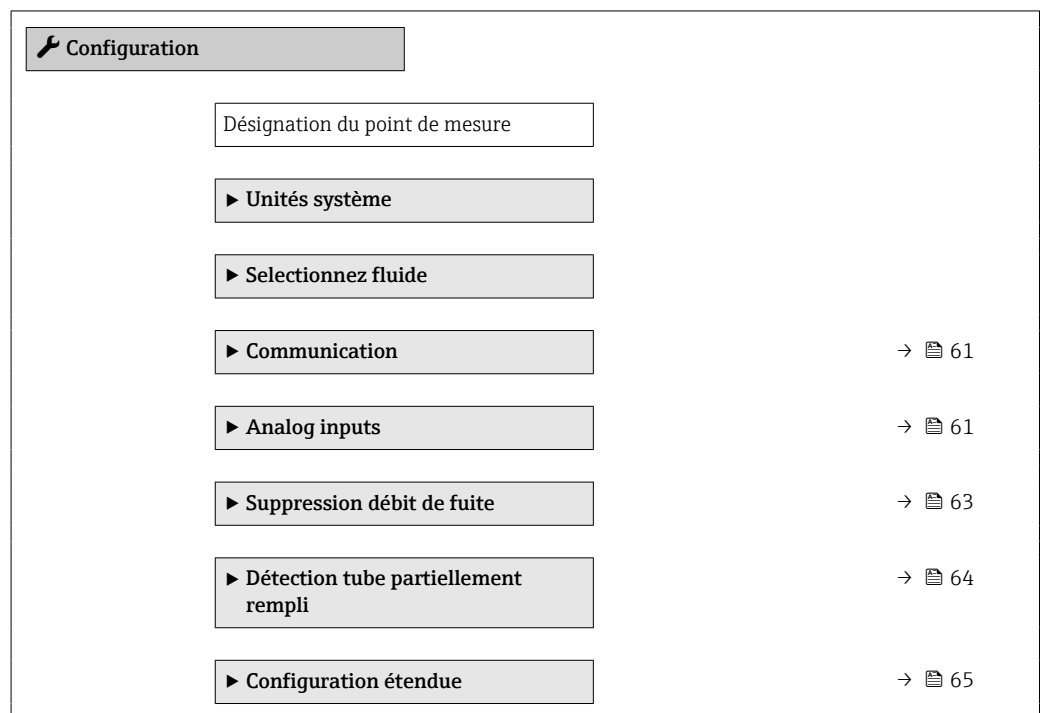 Configuration
Désignation du point de mesure
▶ Unités système
▶ Selectionnez fluide
▶ Communication → 61
▶ Analog inputs → 61
▶ Suppression débit de fuite → 63
▶ Détection tube partiellement → 64
rempli
▶ Configuration étendue → 65